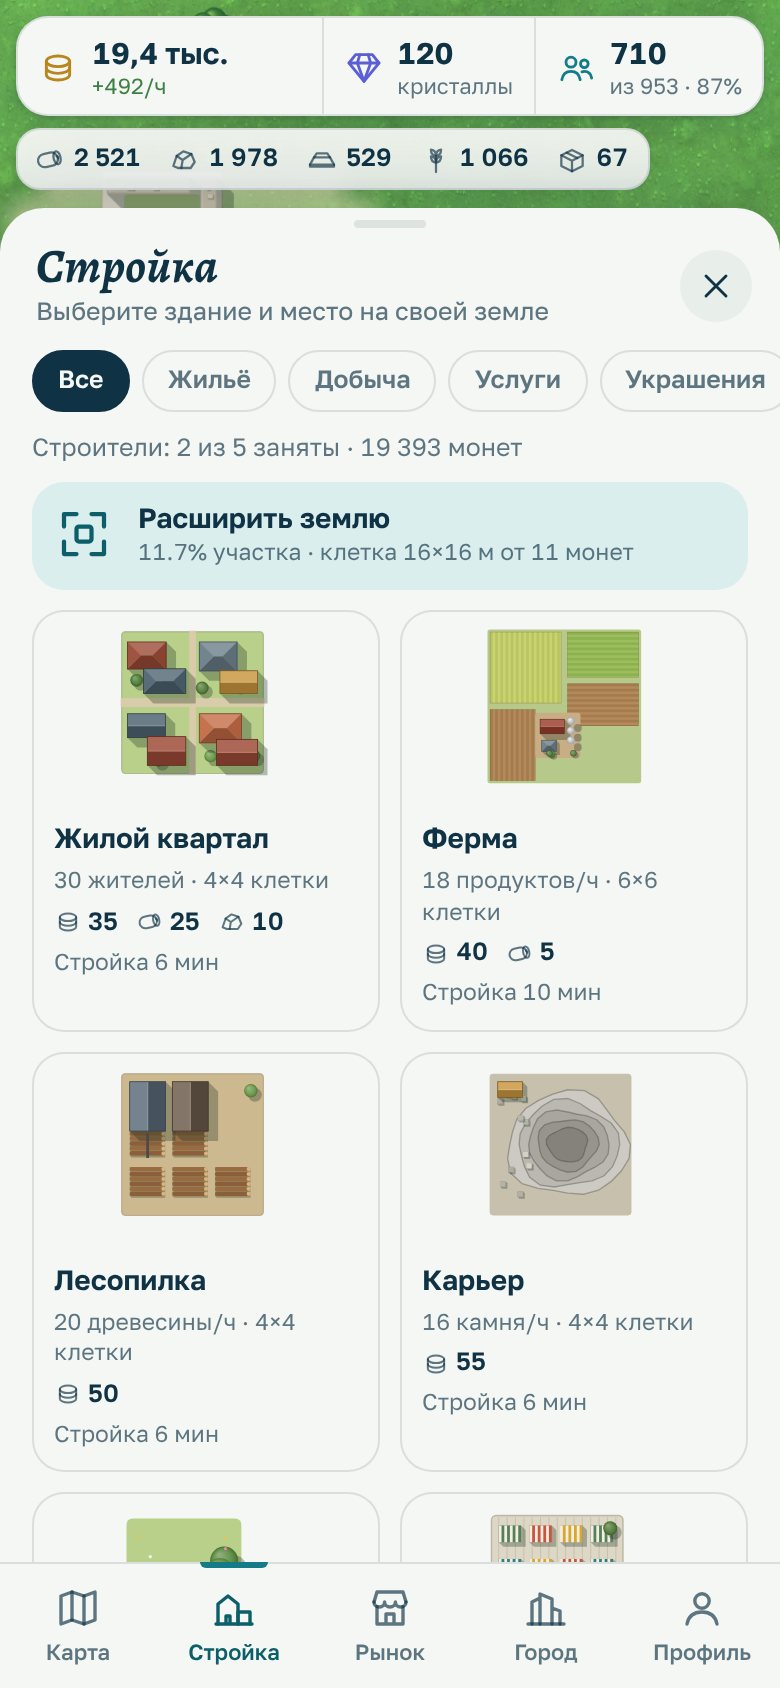 19,4 тыс.
+492/ч
120
кристаллы
710
из 953 · 87%
2 521
1 978
529
1 066
67
Стройка
Выберите здание и место на своей земле
Все
Жильё
Добыча
Услуги
Украшения
Строители: 2 из 5 заняты · 19 393 монет
Расширить землю
11.7% участка · клетка 16×16 м от 11 монет
Жилой квартал
30 жителей · 4×4 клетки
35 25 10
Стройка 6 мин
Ферма
18 продуктов/ч · 6×6
клетки
40 5
Стройка 10 мин
Лесопилка
20 древесины/ч · 4×4
клетки
50
Стройка 6 мин
Карьер
16 камня/ч · 4×4 клетки
55
Стройка 6 мин
Карта
Стройка
Рынок
Город
Профиль